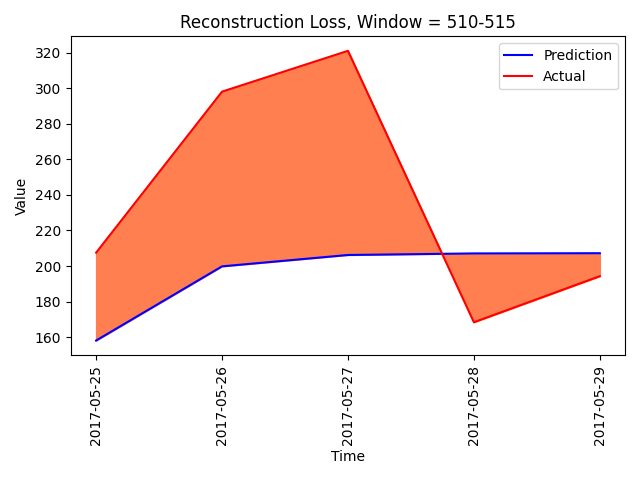 Reconstruction Loss, Window = 510-515
Prediction
Actual
320
300
280
260
240
220
200
180
160
Value
2017-05-25
2017-05-26
2017-05-27
2017-05-28
2017-05-29
Time